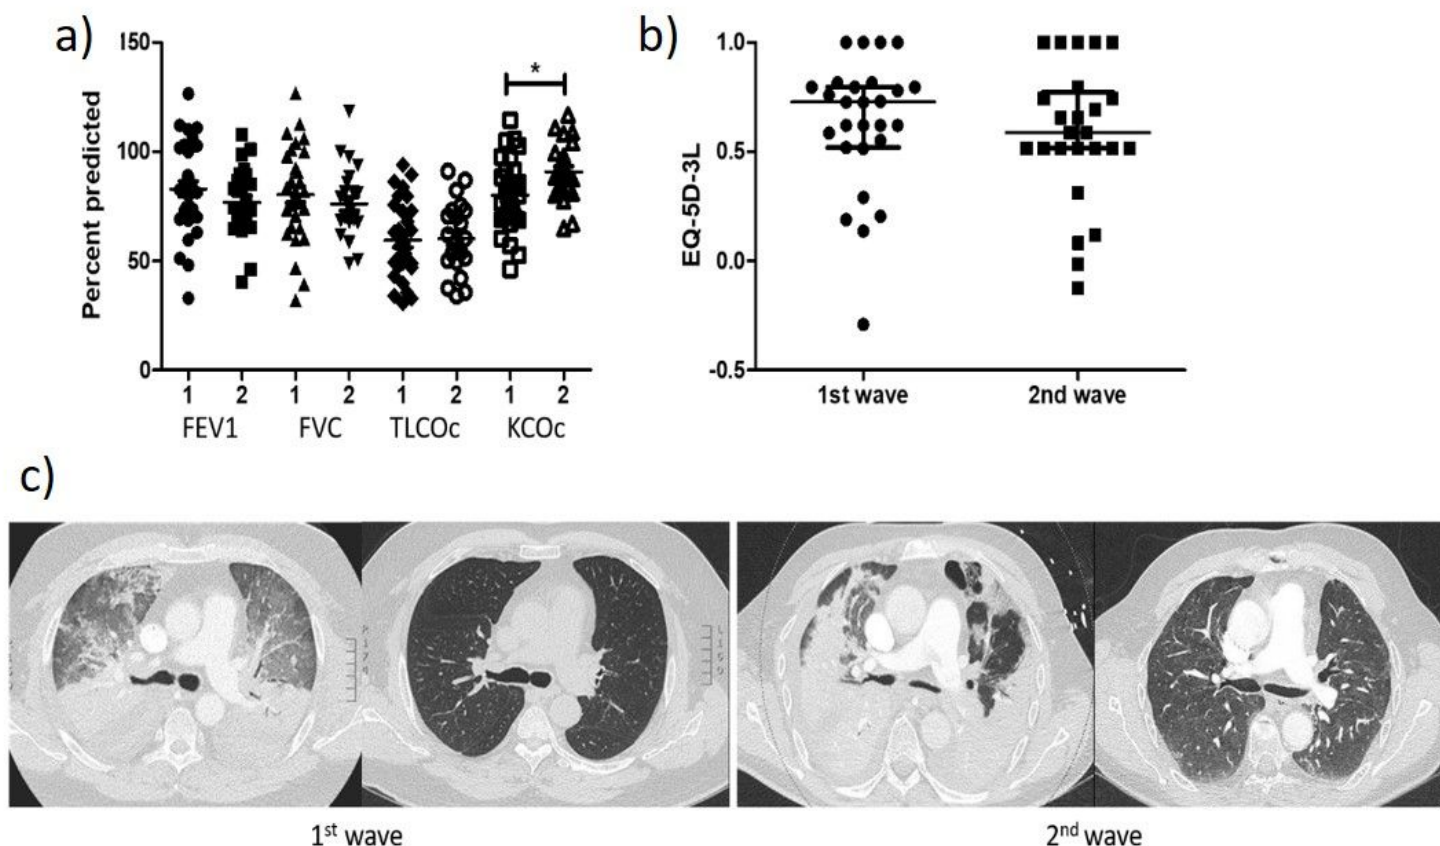 a)
150
100
50
0
Percent predicted
*
1 2 1 2 1 2 1 2
FEV1 FVC TLCOc KCOc
b)
1.0
0.5
0.0
-0.5
EQ-5D-3L
1st wave 2nd wave
c)
1st wave 2nd wave